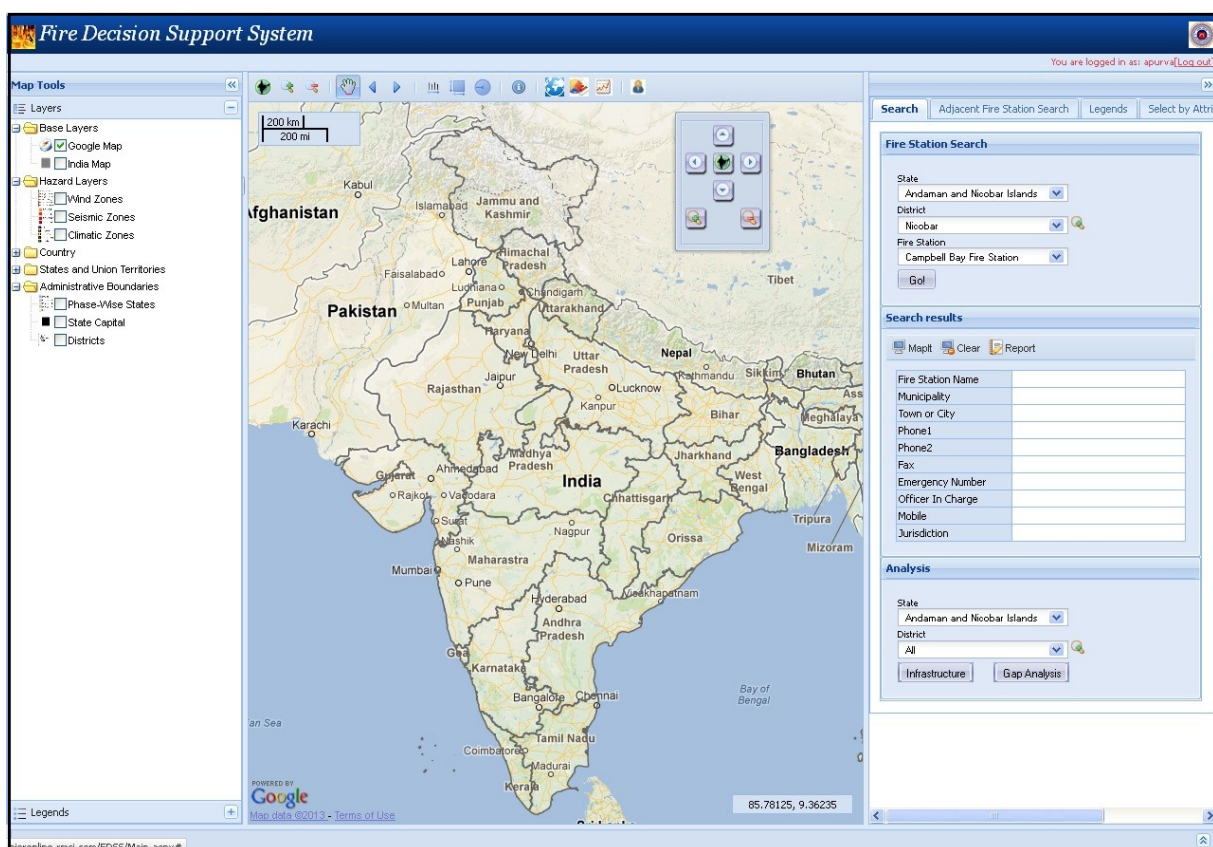 Fire Decision Support System
You are logged in as: apurva[Log out]
Map Tools
Layers
Base Layers
Google Map
India Map
Hazard Layers
Wind Zones
Seismic Zones
Climatic Zones
Country
States and Union Territories
Administrative Boundaries
Phase-Wise States
State Capital
Districts
Legends
200 km
200 mi
Kabul
Afghanistan
Islamabad
Jammu and
Kashmir
Himachal
Pradesh
Lahore
Faisalabad
Ludhiana
Chandigarh
Tibet
Punjab
Uttarakhand
Pakistan
Multan
Haryana
New Delhi
Uttar
Pradesh
Nepal
Kathmandu
Sikkim
Bhutan
Ass
Jaipur
Rajasthan
Lucknow
Kanpur
Bihar
Meghalaya
Karachi
Madhya
Pradesh
Jharkhand
Bangladesh
Gujarat
Ahmedabad
India
West
Bengal
Rajkot
Vadodara
Chhattisgarh
Tripura
Surat
Nagpur
Orissa
Mizoram
Nashik
Maharastra
Mumbai
Pune
Hyderabad
Visakhapatnam
Andhra
Pradesh
Goa
Karnataka
Bangalore
Chennai
Bay of
Bengal
an Sea
Tamil Nadu
Coimbatore
Madurai
Kerala
POWERED BY
Google
Map data ©2013 - Terms of Use
85.78125, 9.36235
Search
Adjacent Fire Station Search
Legends
Select by Attri
Fire Station Search
State
Andaman and Nicobar Islands
District
Nicobar
Fire Station
Campbell Bay Fire Station
Go!
Search results
MapIt
Clear
Report
Fire Station Name
Municipality
Town or City
Phone1
Phone2
Fax
Emergency Number
Officer In Charge
Mobile
Jurisdiction
Analysis
State
Andaman and Nicobar Islands
District
All
Infrastructure
Gap Analysis